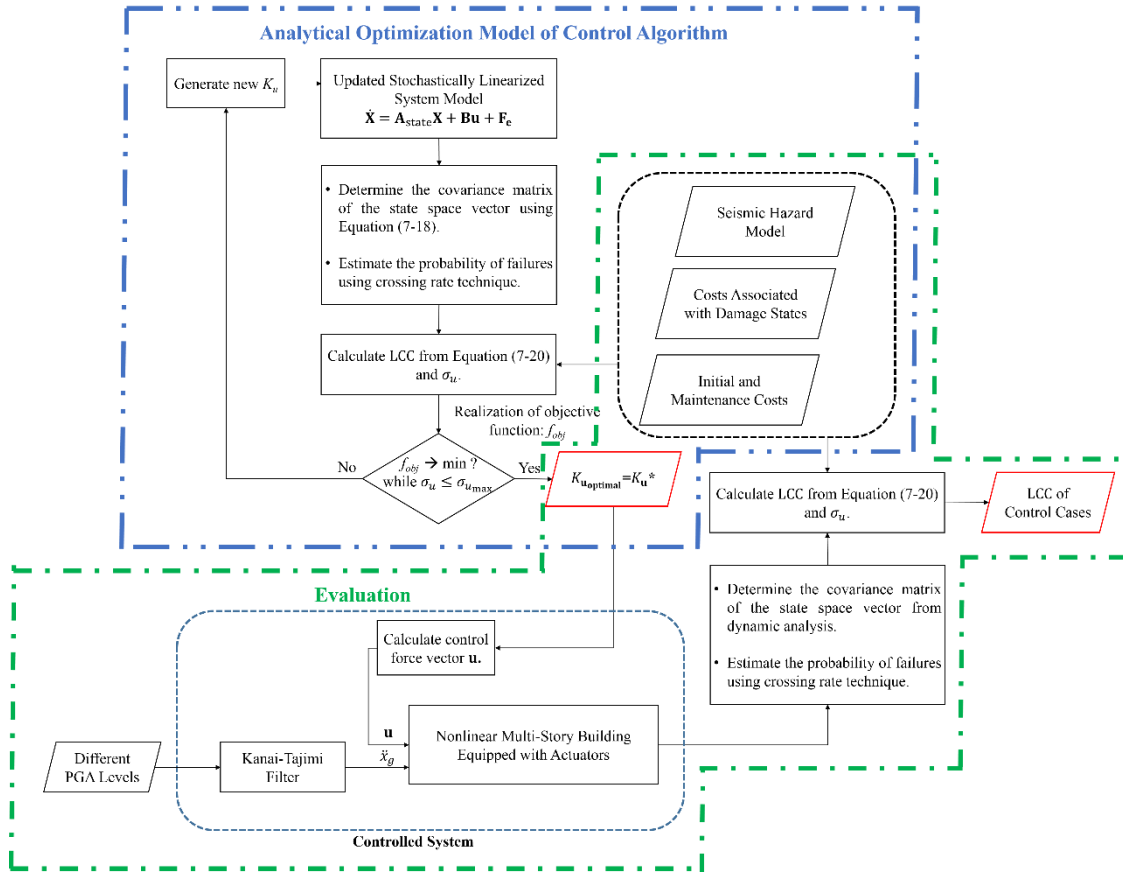 Analytical Optimization Model of Control Algorithm
Generate new Kᵤ
Updated Stochastically Linearized
System Model
Ẋ = A_state X + Bu + F_e
• Determine the covariance matrix
of the state space vector using
Equation (7-18).
• Estimate the probability of failures
using crossing rate technique.
Calculate LCC from Equation (7-20)
and σᵤ.
Realization of objective
function: f_obj
No
f_obj → min ?
while σᵤ ≤ σ_u_max
Yes
K_u_optimal=K_u*
Seismic Hazard
Model
Costs Associated
with Damage States
Initial and
Maintenance Costs
Calculate LCC from Equation (7-20)
and σᵤ.
LCC of
Control Cases
• Determine the covariance matrix
of the state space vector from
dynamic analysis.
• Estimate the probability of failures
using crossing rate technique.
Evaluation
Calculate control
force vector u.
u
ẍ_g
Different
PGA Levels
Kanai-Tajimi
Filter
Nonlinear Multi-Story Building
Equipped with Actuators
Controlled System